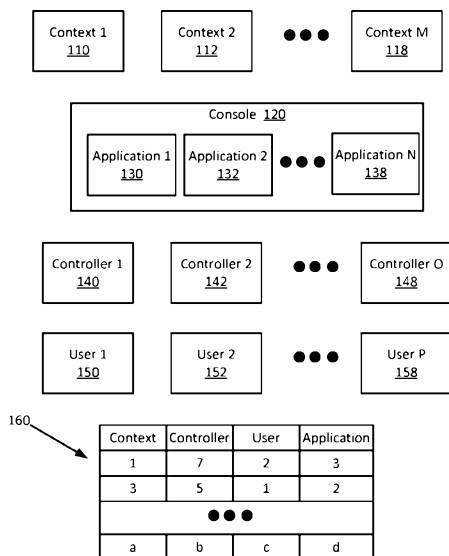 Context 1 Context 2 Context M
110 112 118
Console 120
Application 1 Application 2 Application N
130 132 138
Controller 1 Controller 2 Controller O
140 142 148
User 1 User 2 User P
150 152 158
160
Context Controller User Application
1 7 2 3
3 5 1 2
a b c d